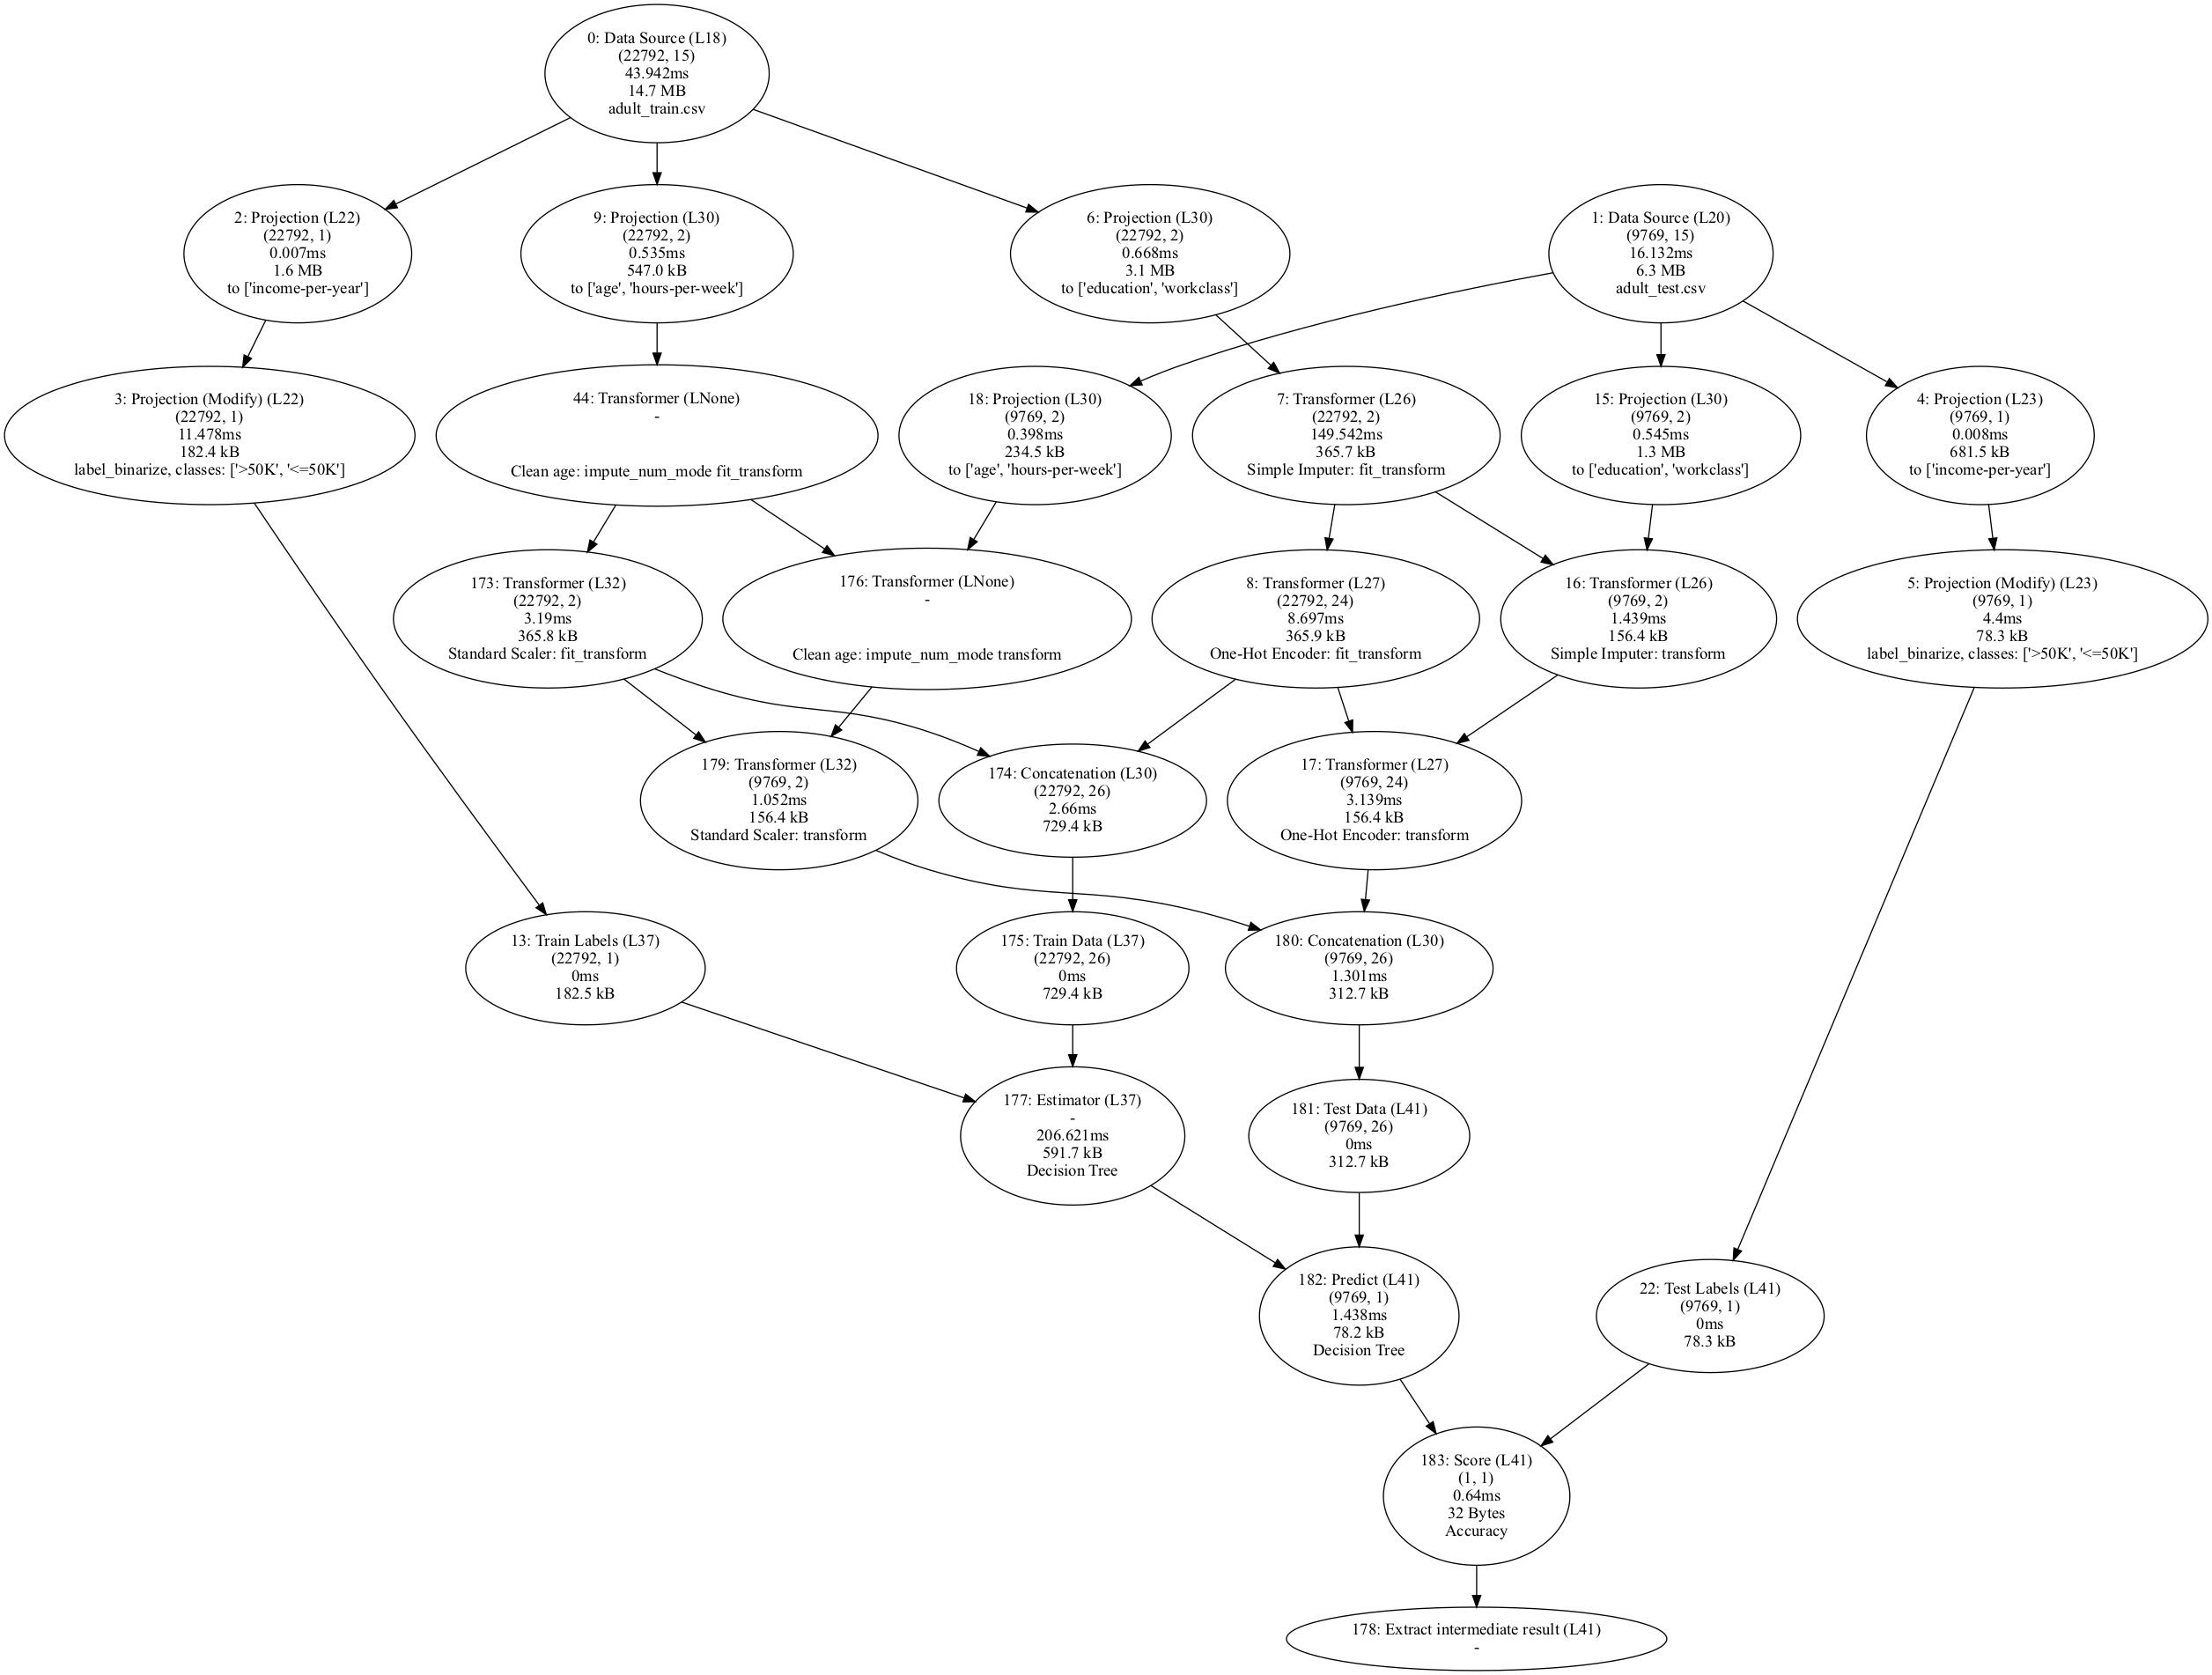 0: Data Source (L18)
(22792, 15)
43.942ms
14.7 MB
adult_train.csv
2: Projection (L22)
(22792, 1)
0.007ms
1.6 MB
to ['income-per-year']
9: Projection (L30)
(22792, 2)
0.535ms
547.0 kB
to ['age', 'hours-per-week']
6: Projection (L30)
(22792, 2)
0.668ms
3.1 MB
to ['education', 'workclass']
1: Data Source (L20)
(9769, 15)
16.132ms
6.3 MB
adult_test.csv
3: Projection (Modify) (L22)
(22792, 1)
11.478ms
182.4 kB
label_binarize, classes: ['>50K', '<=50K']
44: Transformer (LNone)
-
Clean age: impute_num_mode fit_transform
18: Projection (L30)
(9769, 2)
0.398ms
234.5 kB
to ['age', 'hours-per-week']
7: Transformer (L26)
(22792, 2)
149.542ms
365.7 kB
Simple Imputer: fit_transform
15: Projection (L30)
(9769, 2)
0.545ms
1.3 MB
to ['education', 'workclass']
4: Projection (L23)
(9769, 1)
0.008ms
681.5 kB
to ['income-per-year']
173: Transformer (L32)
(22792, 2)
3.19ms
365.8 kB
Standard Scaler: fit_transform
176: Transformer (LNone)
-
Clean age: impute_num_mode transform
8: Transformer (L27)
(22792, 24)
8.697ms
365.9 kB
One-Hot Encoder: fit_transform
16: Transformer (L26)
(9769, 2)
1.439ms
156.4 kB
Simple Imputer: transform
5: Projection (Modify) (L23)
(9769, 1)
4.4ms
78.3 kB
label_binarize, classes: ['>50K', '<=50K']
179: Transformer (L32)
(9769, 2)
1.052ms
156.4 kB
Standard Scaler: transform
174: Concatenation (L30)
(22792, 26)
2.66ms
729.4 kB
17: Transformer (L27)
(9769, 24)
3.139ms
156.4 kB
One-Hot Encoder: transform
13: Train Labels (L37)
(22792, 1)
0ms
182.5 kB
175: Train Data (L37)
(22792, 26)
0ms
729.4 kB
180: Concatenation (L30)
(9769, 26)
1.301ms
312.7 kB
177: Estimator (L37)
-
206.621ms
591.7 kB
Decision Tree
181: Test Data (L41)
(9769, 26)
0ms
312.7 kB
182: Predict (L41)
(9769, 1)
1.438ms
78.2 kB
Decision Tree
22: Test Labels (L41)
(9769, 1)
0ms
78.3 kB
183: Score (L41)
(1, 1)
0.64ms
32 Bytes
Accuracy
178: Extract intermediate result (L41)
-